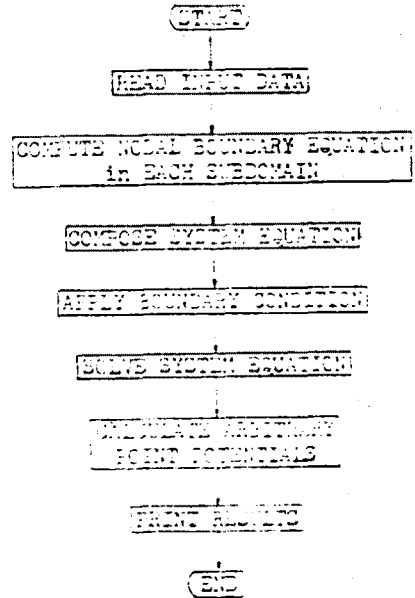 START
READ INPUT DATA
COMPUTE NODAL BOUNDARY EQUATION
in EACH SUBDOMAIN
COMPOSE SYSTEM EQUATION
APPLY BOUNDARY CONDITION
SOLVE SYSTEM EQUATION
CALCULATE ARBITRARY
POINT POTENTIALS
PRINT RESULTS
END